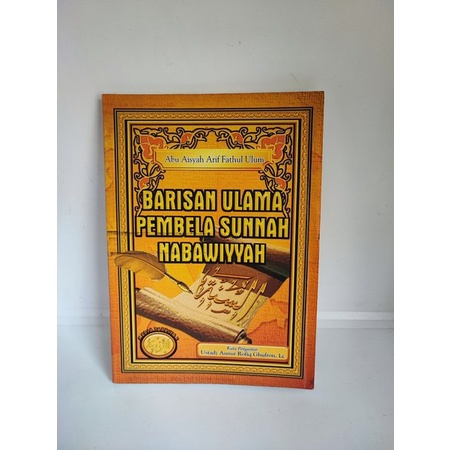 Abu Aisyah Arif Fathul Ulum
BARISAN ULAMA
PEMBELA SUNNAH
NABAWIYYAH
Kata Pengantar
Ustadz Aunur Rofiq Ghufron, Lc